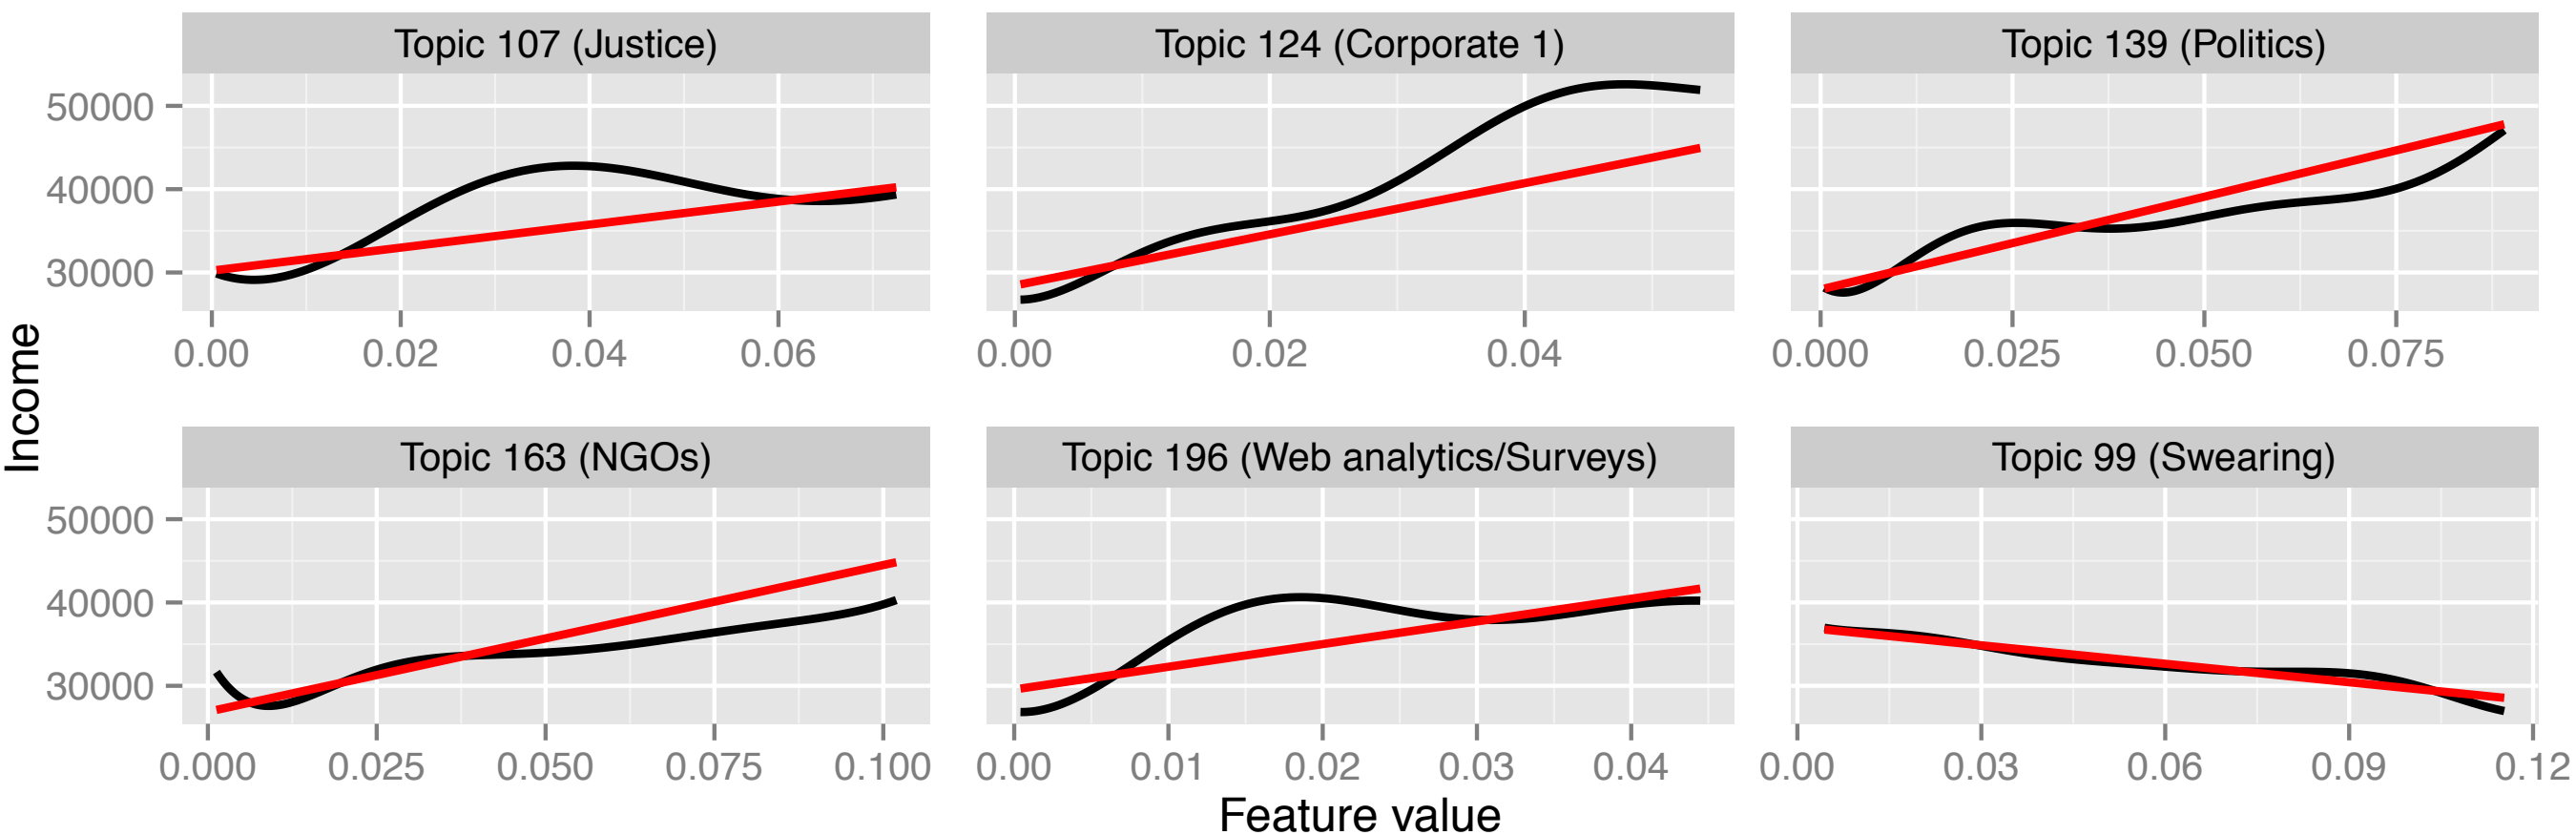 Topic 107 (Justice) Topic 124 (Corporate 1) Topic 139 (Politics)
50000
40000
30000
0.00 0.02 0.04 0.06 0.00 0.02 0.04 0.000 0.025 0.050 0.075
Income
Topic 163 (NGOs) Topic 196 (Web analytics/Surveys) Topic 99 (Swearing)
50000
40000
30000
0.000 0.025 0.050 0.075 0.100 0.00 0.01 0.02 0.03 0.04 0.00 0.03 0.06 0.09 0.12
Feature value